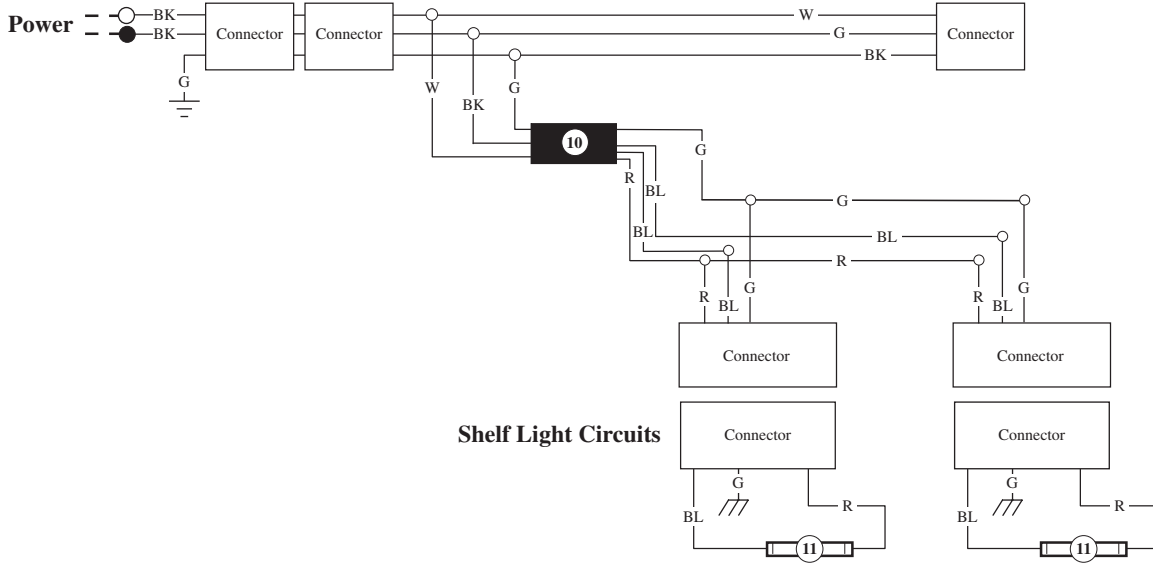 Power
BK
BK
G
Connector
Connector
W
G
BK
Connector
W
BK
G
10
G
R
BL
BL
G
BL
R
R
BL
G
R
BL
G
Connector
Connector
Shelf Light Circuits
Connector
Connector
BL
G
R
BL
G
R
11
11